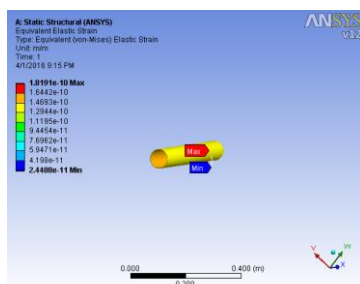 A: Static Structural (ANSYS)
Equivalent Elastic Strain
Type: Equivalent (von-Mises) Elastic Strain
Unit: m/m
Time: 1
4/1/2016 9:15 PM
1.8191e-10 Max
1.6442e-10
1.4693e-10
1.2944e-10
1.1195e-10
9.4454e-11
7.6962e-11
5.9471e-11
4.198e-11
2.4488e-11 Min
ANSYS
v12
Max
Min
0.000
0.400 (m)
0.200
Y
X